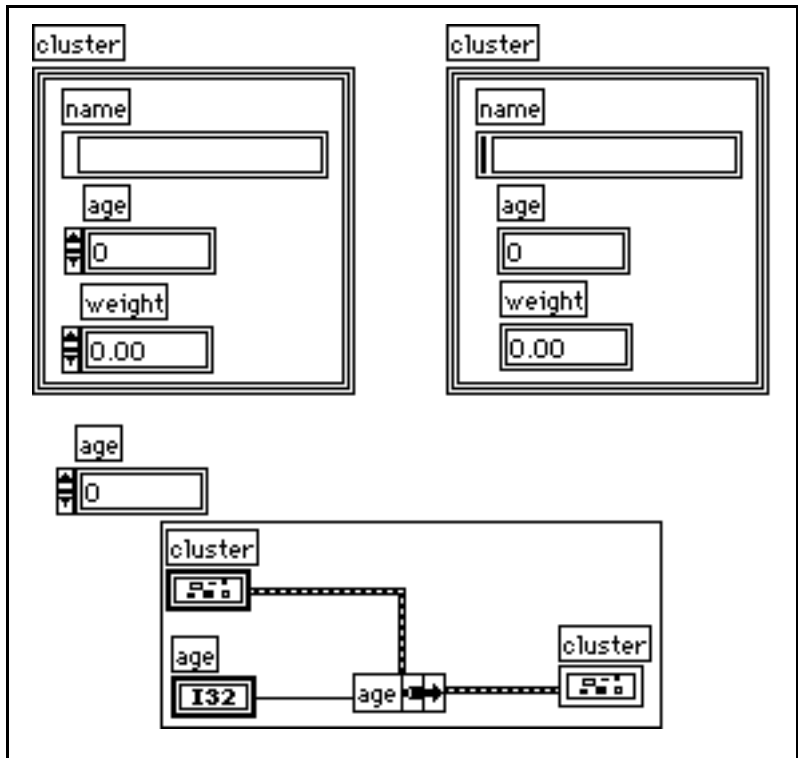 cluster
name
age
0
weight
0.00
cluster
name
age
0
weight
0.00
age
0
cluster
age
I32
age
cluster